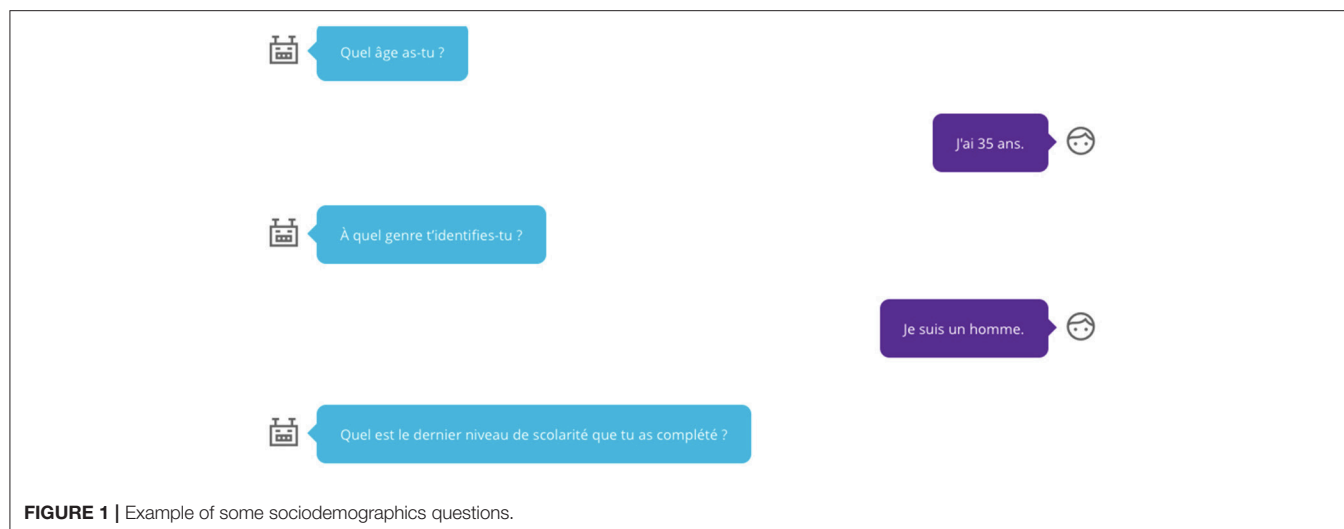 Quel âge as-tu ?
J'ai 35 ans.
À quel genre t'identifies-tu ?
Je suis un homme.
Quel est le dernier niveau de scolarité que tu as complété ?
FIGURE 1 | Example of some sociodemographics questions.